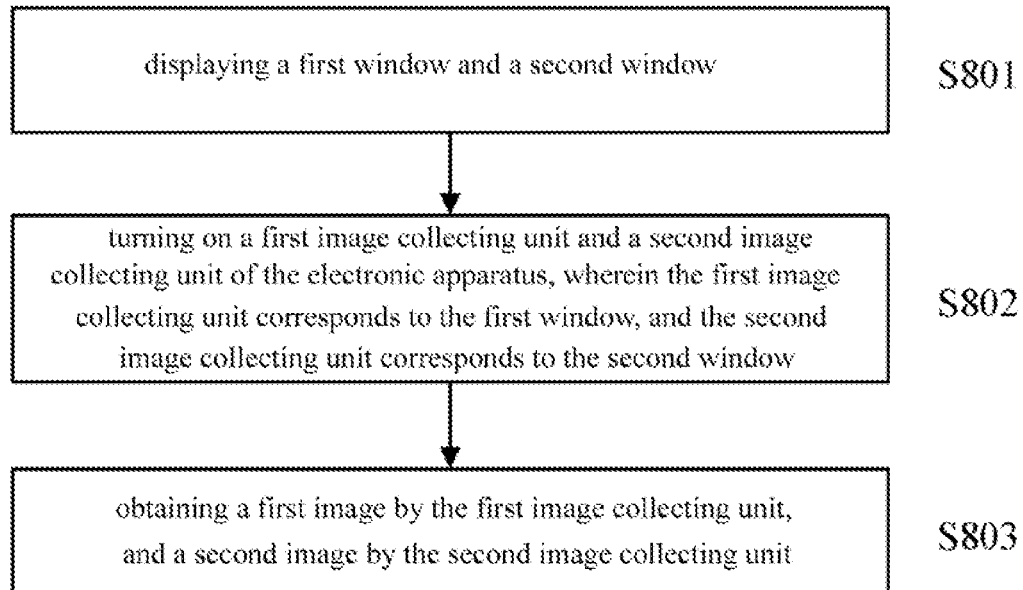 displaying a first window and a second window
S801
turning on a first image collecting unit and a second image
collecting unit of the electronic apparatus, wherein the first image
collecting unit corresponds to the first window, and the second
image collecting unit corresponds to the second window
S802
obtaining a first image by the first image collecting unit,
and a second image by the second image collecting unit
S803